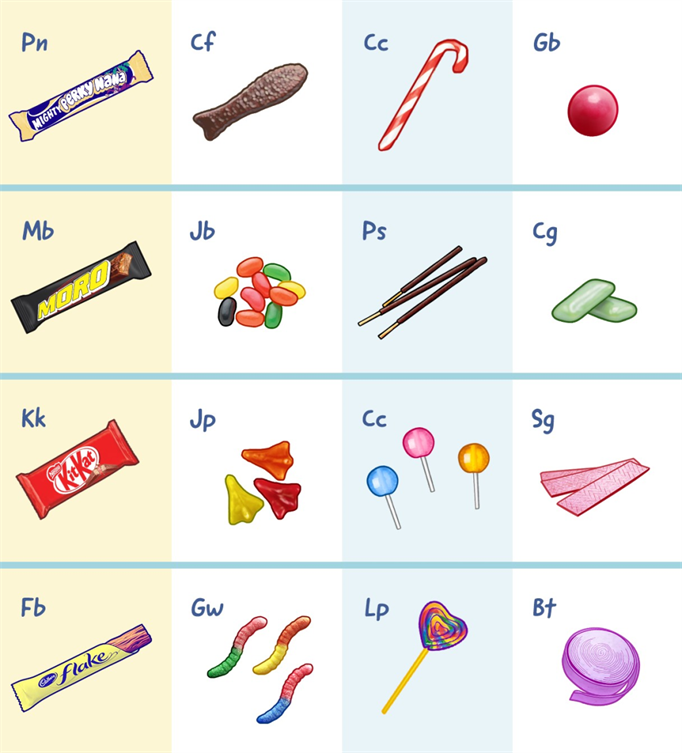 Pn
Cf
Cc
Gb
MIGHTY PERKY NANA
Mb
Jb
Ps
Cg
MORO
Kk
Jp
Cc
Sg
Nestlé
KitKat
Fb
Gw
Lp
Bt
Cadbury
flake